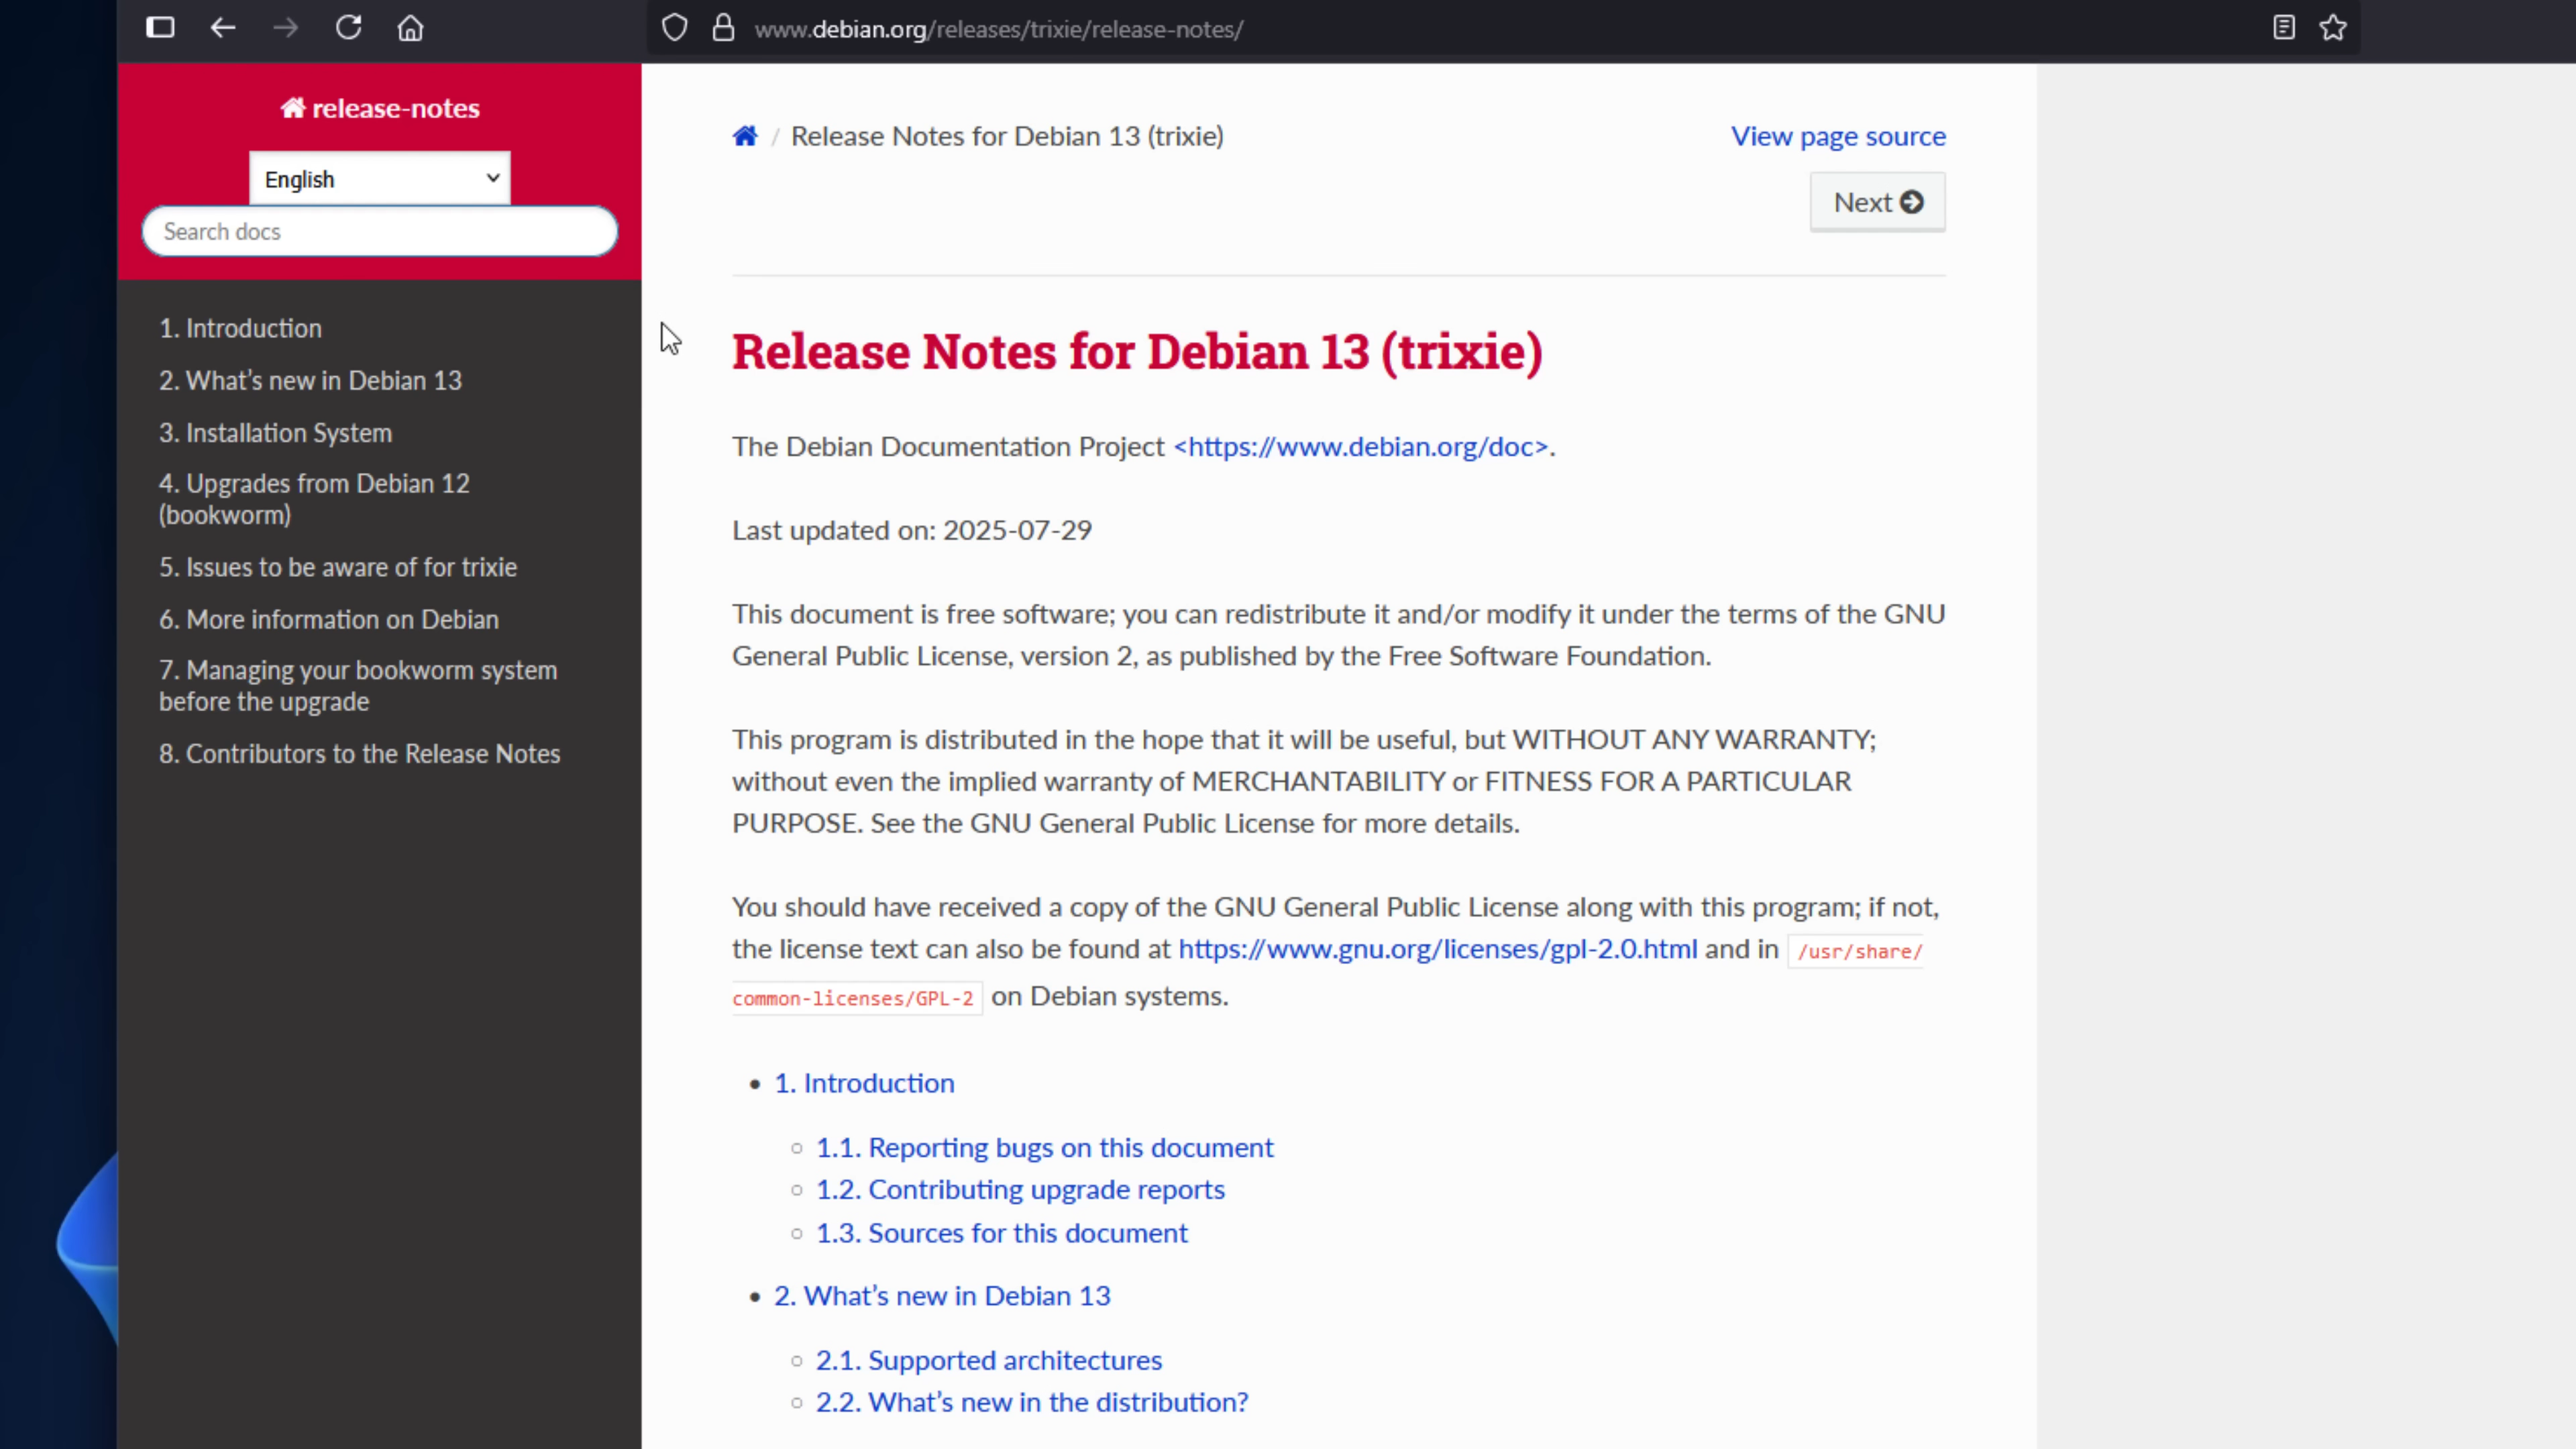 www.debian.org/releases/trixie/release-notes/
release-notes
English
Search docs
1. Introduction
2. What’s new in Debian 13
3. Installation System
4. Upgrades from Debian 12
(bookworm)
5. Issues to be aware of for trixie
6. More information on Debian
7. Managing your bookworm system
before the upgrade
8. Contributors to the Release Notes
/ Release Notes for Debian 13 (trixie)
View page source
Next
Release Notes for Debian 13 (trixie)
The Debian Documentation Project <https://www.debian.org/doc>.
Last updated on: 2025-07-29
This document is free software; you can redistribute it and/or modify it under the terms of the GNU
General Public License, version 2, as published by the Free Software Foundation.
This program is distributed in the hope that it will be useful, but WITHOUT ANY WARRANTY;
without even the implied warranty of MERCHANTABILITY or FITNESS FOR A PARTICULAR
PURPOSE. See the GNU General Public License for more details.
You should have received a copy of the GNU General Public License along with this program; if not,
the license text can also be found at https://www.gnu.org/licenses/gpl-2.0.html and in /usr/share/
common-licenses/GPL-2 on Debian systems.
• 1. Introduction
○ 1.1. Reporting bugs on this document
○ 1.2. Contributing upgrade reports
○ 1.3. Sources for this document
• 2. What’s new in Debian 13
○ 2.1. Supported architectures
○ 2.2. What’s new in the distribution?